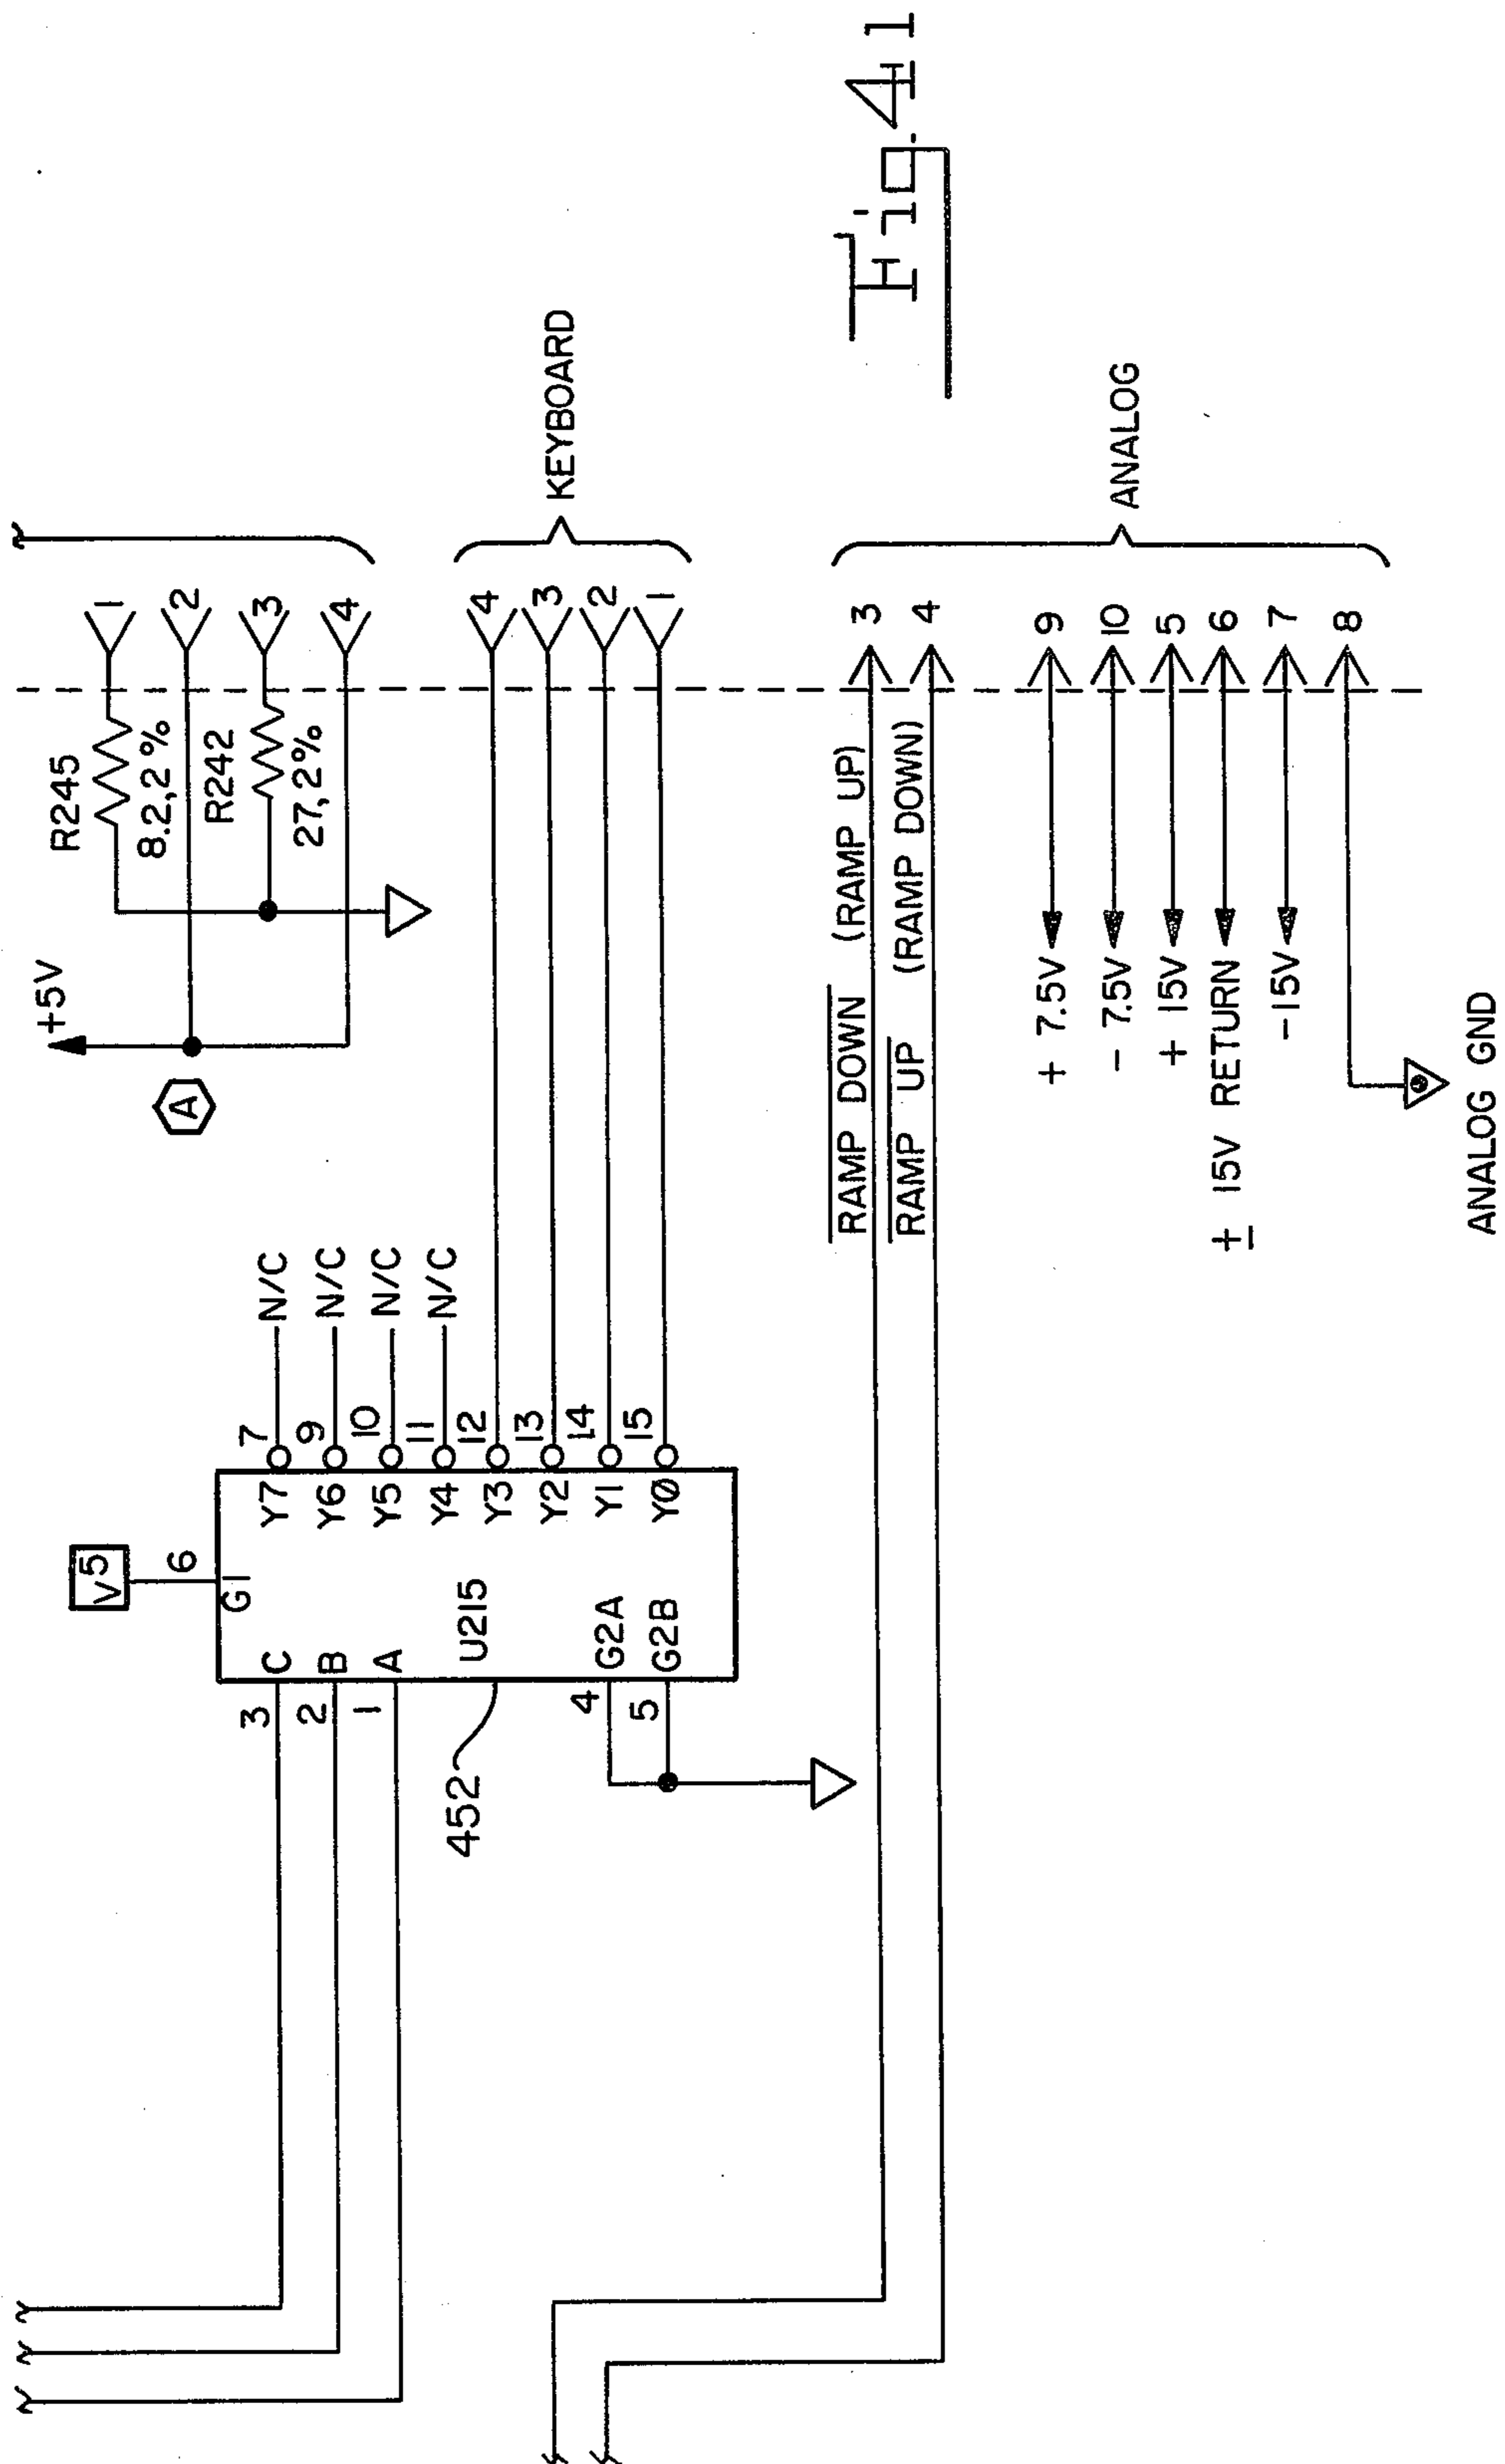 +5V
A
R245
8.2,2%
R242
27,2%
1
2
3
4
V5
6
G1
3 C
2 B
1 A
U215
452
4 G2A
5 G2B
Y7 7 N/C
Y6 9 N/C
Y5 10 N/C
Y4 11 N/C
Y3 12
Y2 13
Y1 14
YØ 15
4
3
2
1
KEYBOARD
RAMP DOWN (RAMP UP) 3
RAMP UP (RAMP DOWN) 4
+ 7.5V 9
- 7.5V 10
+ 15V 5
± 15V RETURN 6
-15V 7
8
ANALOG
ANALOG GND
Fig. 41